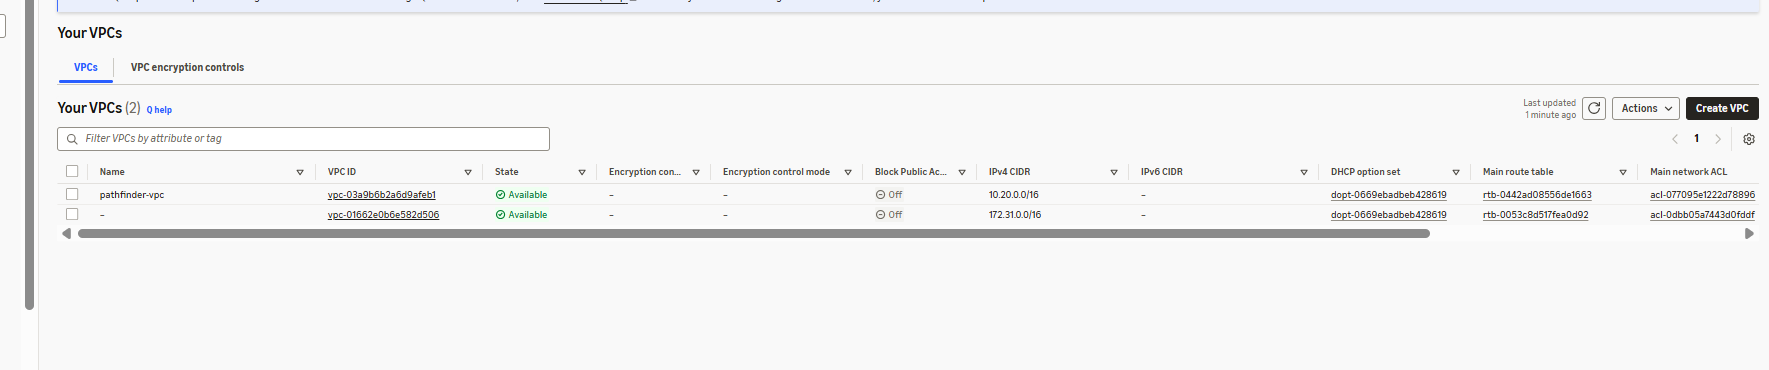 Your VPCs
VPCs
VPC encryption controls
Your VPCs (2) Q help
Last updated
1 minute ago
Actions
Create VPC
Filter VPCs by attribute or tag
1
Name VPC ID State Encryption con... Encryption control mode Block Public Ac... IPv4 CIDR IPv6 CIDR DHCP option set Main route table Main network ACL
pathfinder-vpc vpc-03a9b6b2a6d9afeb1 Available – – Off 10.20.0.0/16 – dopt-0669ebadbeb428619 rtb-0442ad08556de1663 acl-077095e1222d78896
– vpc-01662e0b6e582d506 Available – – Off 172.31.0.0/16 – dopt-0669ebadbeb428619 rtb-0053c8d517fea0d92 acl-0dbb05a7443d0fddf